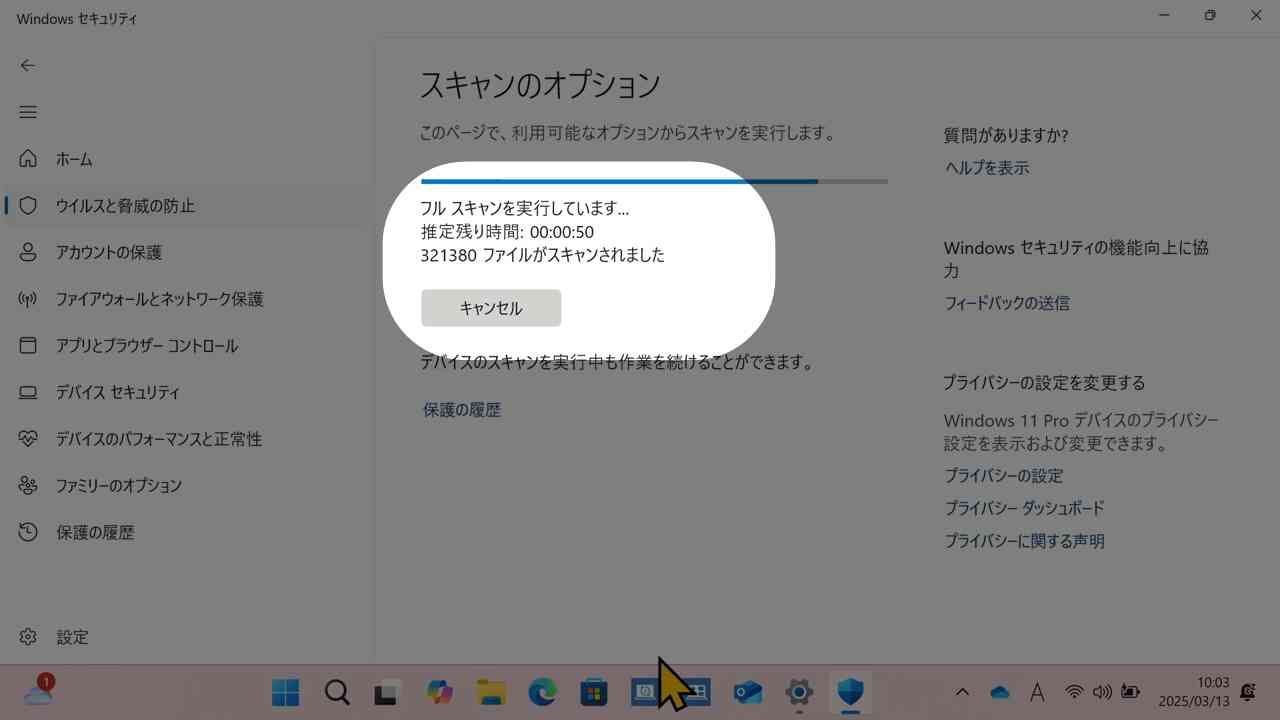 Windows セキュリティ
ホーム
ウイルスと脅威の防止
アカウントの保護
ファイアウォールとネットワーク保護
アプリとブラウザー コントロール
デバイス セキュリティ
デバイスのパフォーマンスと正常性
ファミリーのオプション
保護の履歴
設定
スキャンのオプション
このページで、利用可能なオプションからスキャンを実行します。
フル スキャンを実行しています...
推定残り時間: 00:00:50
321380 ファイルがスキャンされました
キャンセル
デバイスのスキャンを実行中も作業を続けることができます。
保護の履歴
質問がありますか?
ヘルプを表示
Windows セキュリティの機能向上に協
力
フィードバックの送信
プライバシーの設定を変更する
Windows 11 Pro デバイスのプライバシー
設定を表示および変更できます。
プライバシーの設定
プライバシー ダッシュボード
プライバシーに関する声明
1
A
10:03
2025/03/13